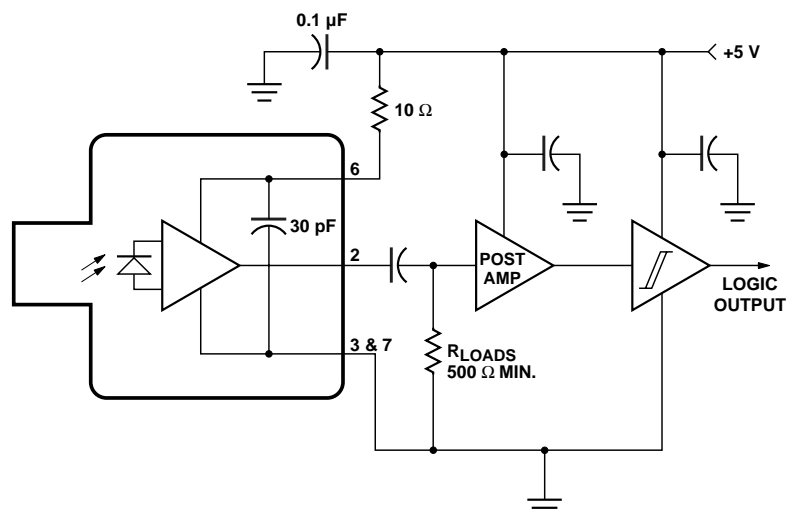 0.1 µF
+5 V
10 Ω
6
30 pF
2
POST
AMP
LOGIC
OUTPUT
3 & 7
RLOADS
500 Ω MIN.